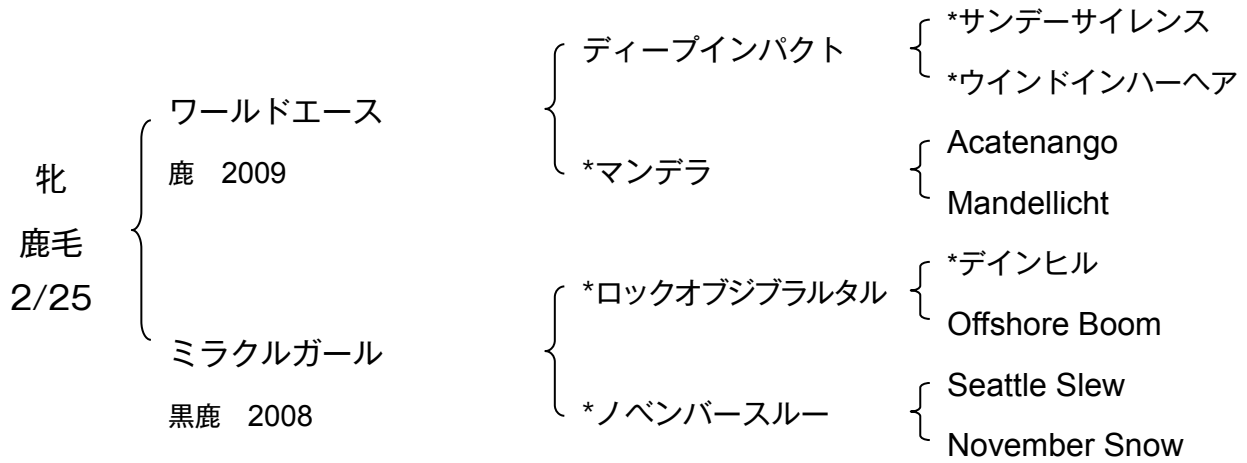 牝
鹿毛
2/25
ワールドエース
鹿　2009
ミラクルガール
黒鹿　2008
ディープインパクト
*マンデラ
*ロックオブジブラルタル
*ノベンバースルー
*サンデーサイレンス
*ウインドインハーヘア
Acatenango
Mandellicht
*デインヒル
Offshore Boom
Seattle Slew
November Snow